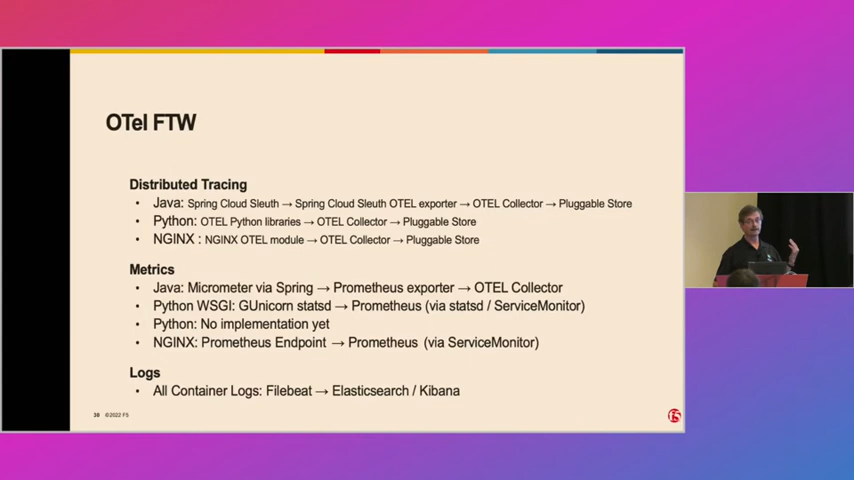 OTel FTW
Distributed Tracing
• Java: Spring Cloud Sleuth → Spring Cloud Sleuth OTEL exporter → OTEL Collector → Pluggable Store
• Python: OTEL Python libraries → OTEL Collector → Pluggable Store
• NGINX : NGINX OTEL module → OTEL Collector → Pluggable Store
Metrics
• Java: Micrometer via Spring → Prometheus exporter → OTEL Collector
• Python WSGI: GUnicorn statsd → Prometheus (via statsd / ServiceMonitor)
• Python: No implementation yet
• NGINX: Prometheus Endpoint → Prometheus (via ServiceMonitor)
Logs
• All Container Logs: Filebeat → Elasticsearch / Kibana
38 ©2022 F5
f5